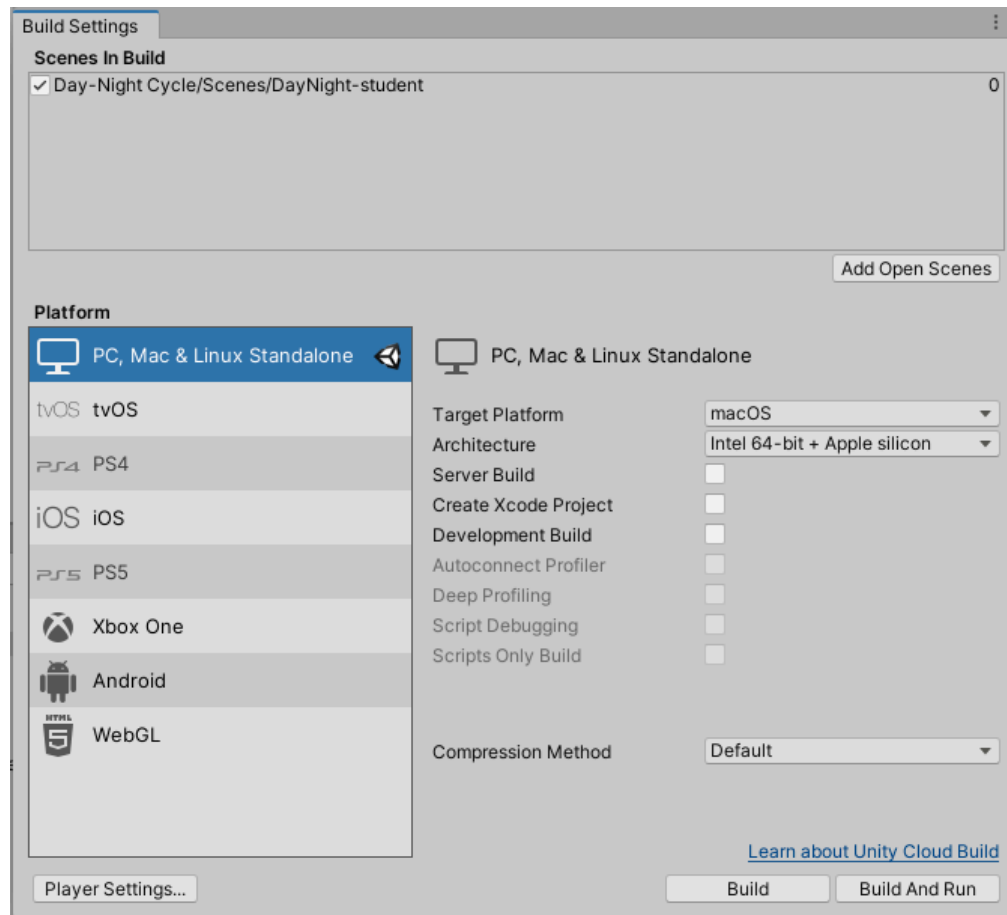 Build Settings
Scenes In Build
Day-Night Cycle/Scenes/DayNight-student 0
Add Open Scenes
Platform
PC, Mac & Linux Standalone
tvOS tvOS
PS4 PS4
iOS iOS
PS5 PS5
Xbox One
Android
HTML 5 WebGL
PC, Mac & Linux Standalone
Target Platform macOS
Architecture Intel 64-bit + Apple silicon
Server Build
Create Xcode Project
Development Build
Autoconnect Profiler
Deep Profiling
Script Debugging
Scripts Only Build
Compression Method Default
Learn about Unity Cloud Build
Player Settings... Build Build And Run